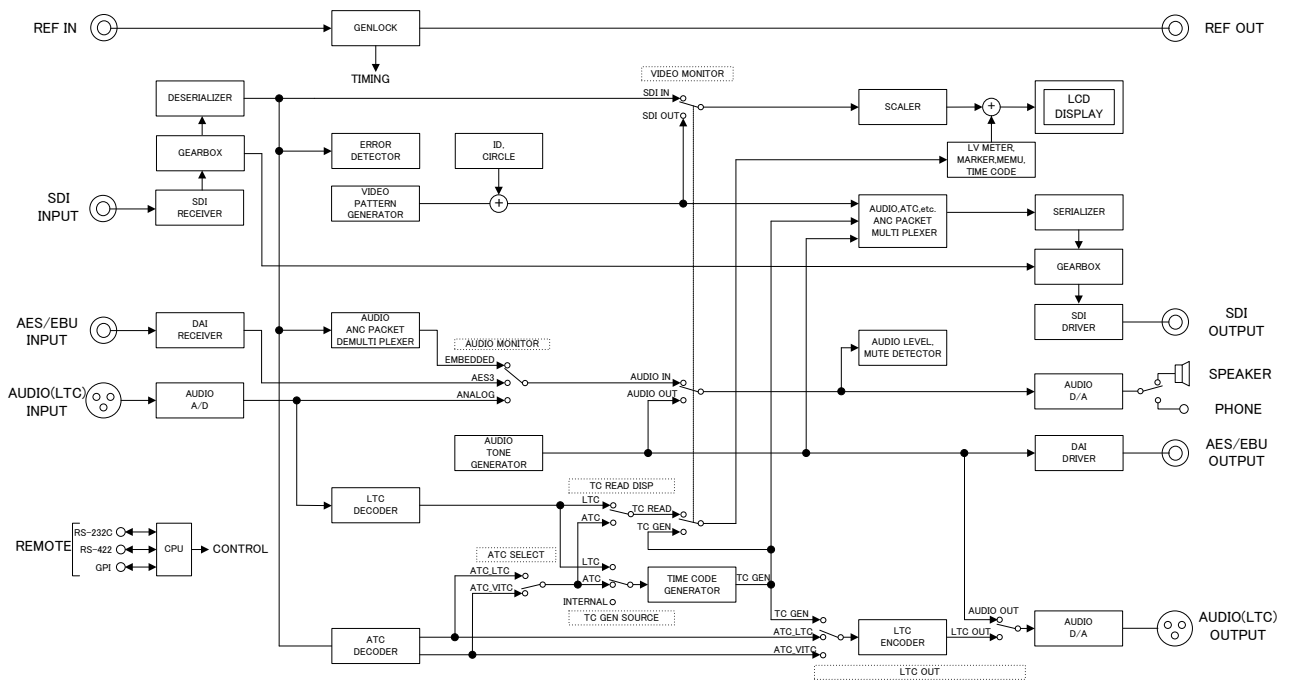 REF IN
GENLOCK
REF OUT
TIMING
VIDEO MONITOR
DESERIALIZER
SDI IN
SDI OUT
SCALER
LCD
DISPLAY
GEARBOX
ERROR
DETECTOR
ID,
CIRCLE
LV METER,
MARKER,MEMU,
TIME CODE
SDI
INPUT
SDI
RECEIVER
VIDEO
PATTERN
GENERATOR
AUDIO,ATC,etc.
ANC PACKET
MULTI PLEXER
SERIALIZER
GEARBOX
AES/EBU
INPUT
DAI
RECEIVER
AUDIO
ANC PACKET
DEMULTI PLEXER
AUDIO MONITOR
EMBEDDED
AES3
ANALOG
AUDIO LEVEL,
MUTE DETECTOR
SDI
DRIVER
SDI
OUTPUT
AUDIO(LTC)
INPUT
AUDIO
A/D
AUDIO IN
AUDIO OUT
AUDIO
D/A
SPEAKER
PHONE
AUDIO
TONE
GENERATOR
DAI
DRIVER
AES/EBU
OUTPUT
LTC
DECODER
TC READ DISP
LTC
ATC
TC READ
TC GEN
REMOTE
RS-232C
RS-422
GPI
CPU
CONTROL
ATC SELECT
ATC_LTC
ATC_VITC
LTC
ATC
INTERNAL
TC GEN SOURCE
TIME CODE
GENERATOR
TC GEN
ATC
DECODER
TC GEN
ATC_LTC
ATC_VITC
LTC
ENCODER
AUDIO OUT
LTC OUT
AUDIO
D/A
AUDIO(LTC)
OUTPUT
LTC OUT